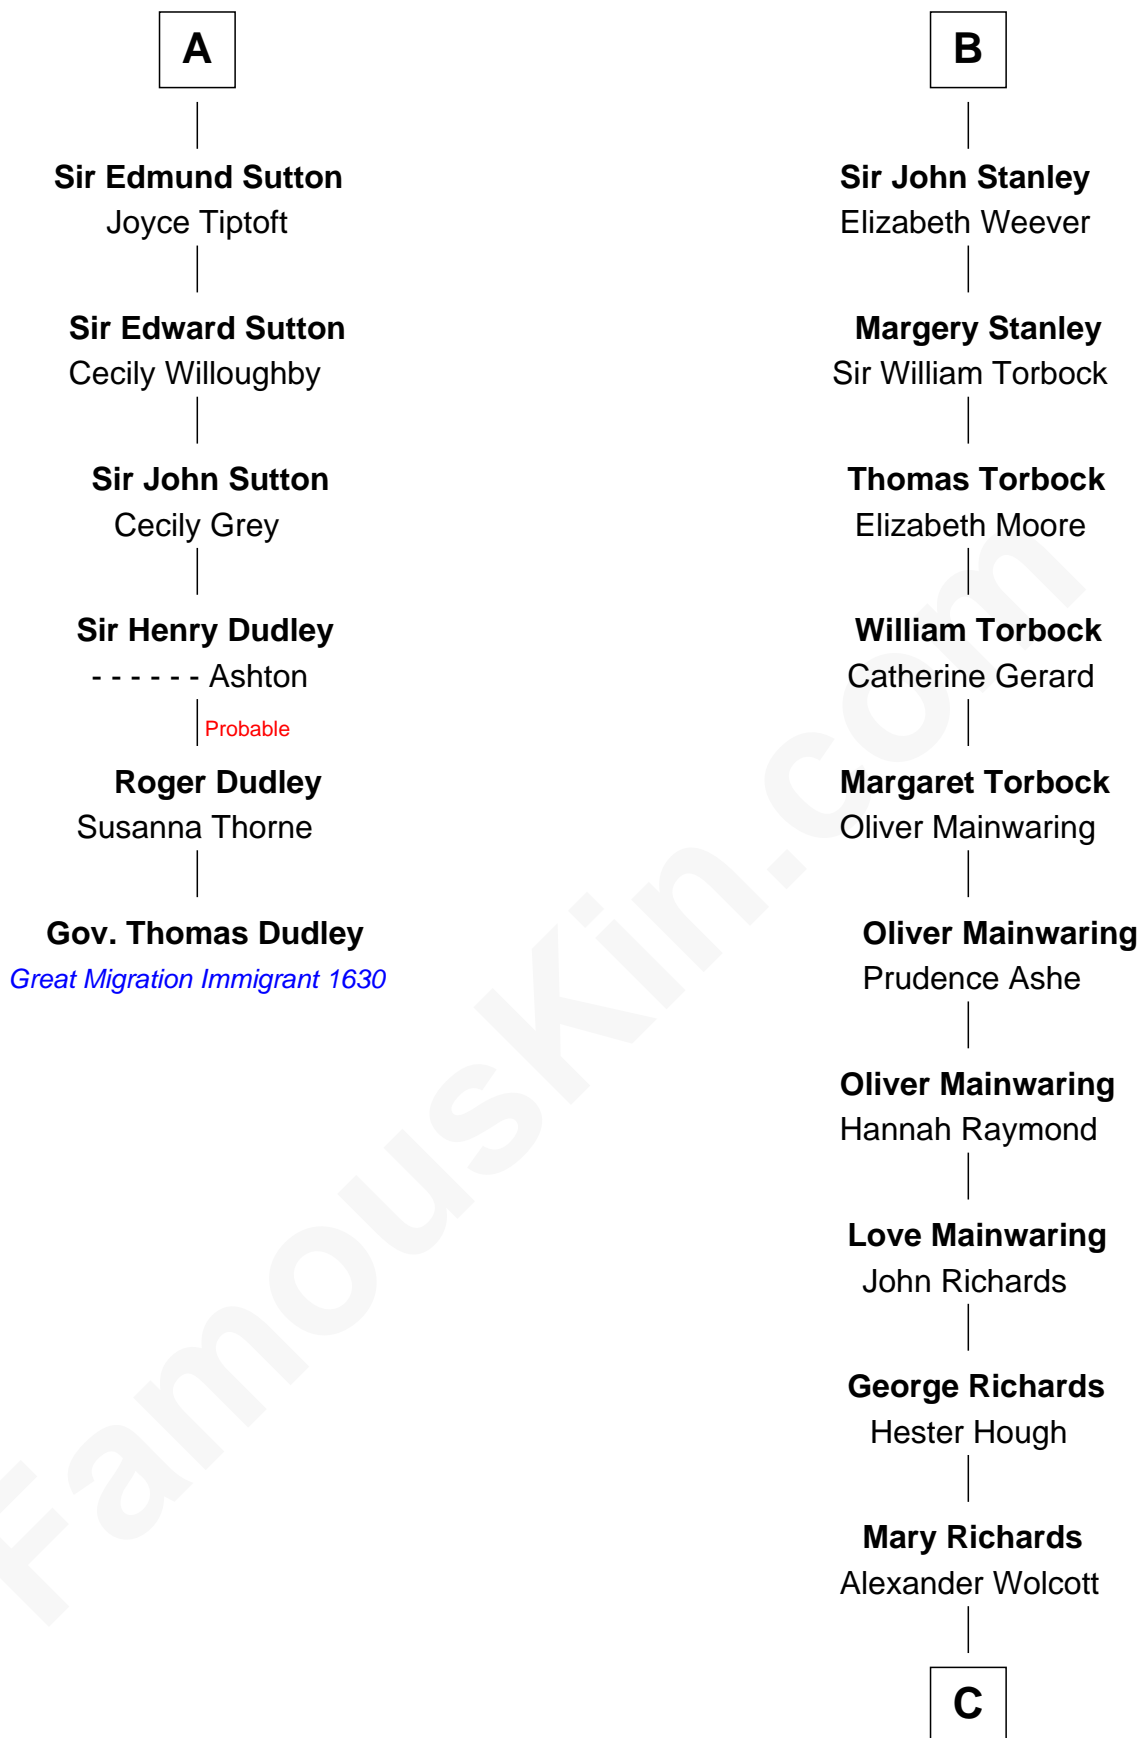 A
Sir Edmund Sutton
Joyce Tiptoft
Sir Edward Sutton
Cecily Willoughby
Sir John Sutton
Cecily Grey
Sir Henry Dudley
- - - - - - Ashton
Probable
Roger Dudley
Susanna Thorne
Gov. Thomas Dudley
Great Migration Immigrant 1630
B
Sir John Stanley
Elizabeth Weever
Margery Stanley
Sir William Torbock
Thomas Torbock
Elizabeth Moore
William Torbock
Catherine Gerard
Margaret Torbock
Oliver Mainwaring
Oliver Mainwaring
Prudence Ashe
Oliver Mainwaring
Hannah Raymond
Love Mainwaring
John Richards
George Richards
Hester Hough
Mary Richards
Alexander Wolcott
C
FamousKin.com